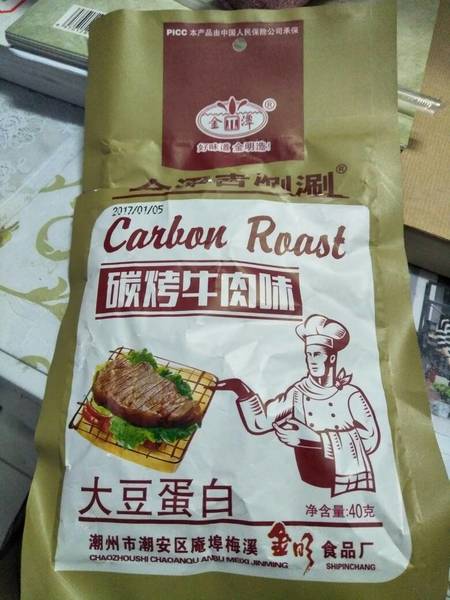 PICC 本产品由中国人民保险公司承保
金 潭 ®
好味道 金明造!
2017/01/05
Carbon Roast
碳烤牛肉味
大豆蛋白
净含量:40克
潮州市潮安区庵埠梅溪 金明 食品厂
CHAOZHOUSHI CHAOANQU ANBU MEIXI JINMING SHIPINCHANG